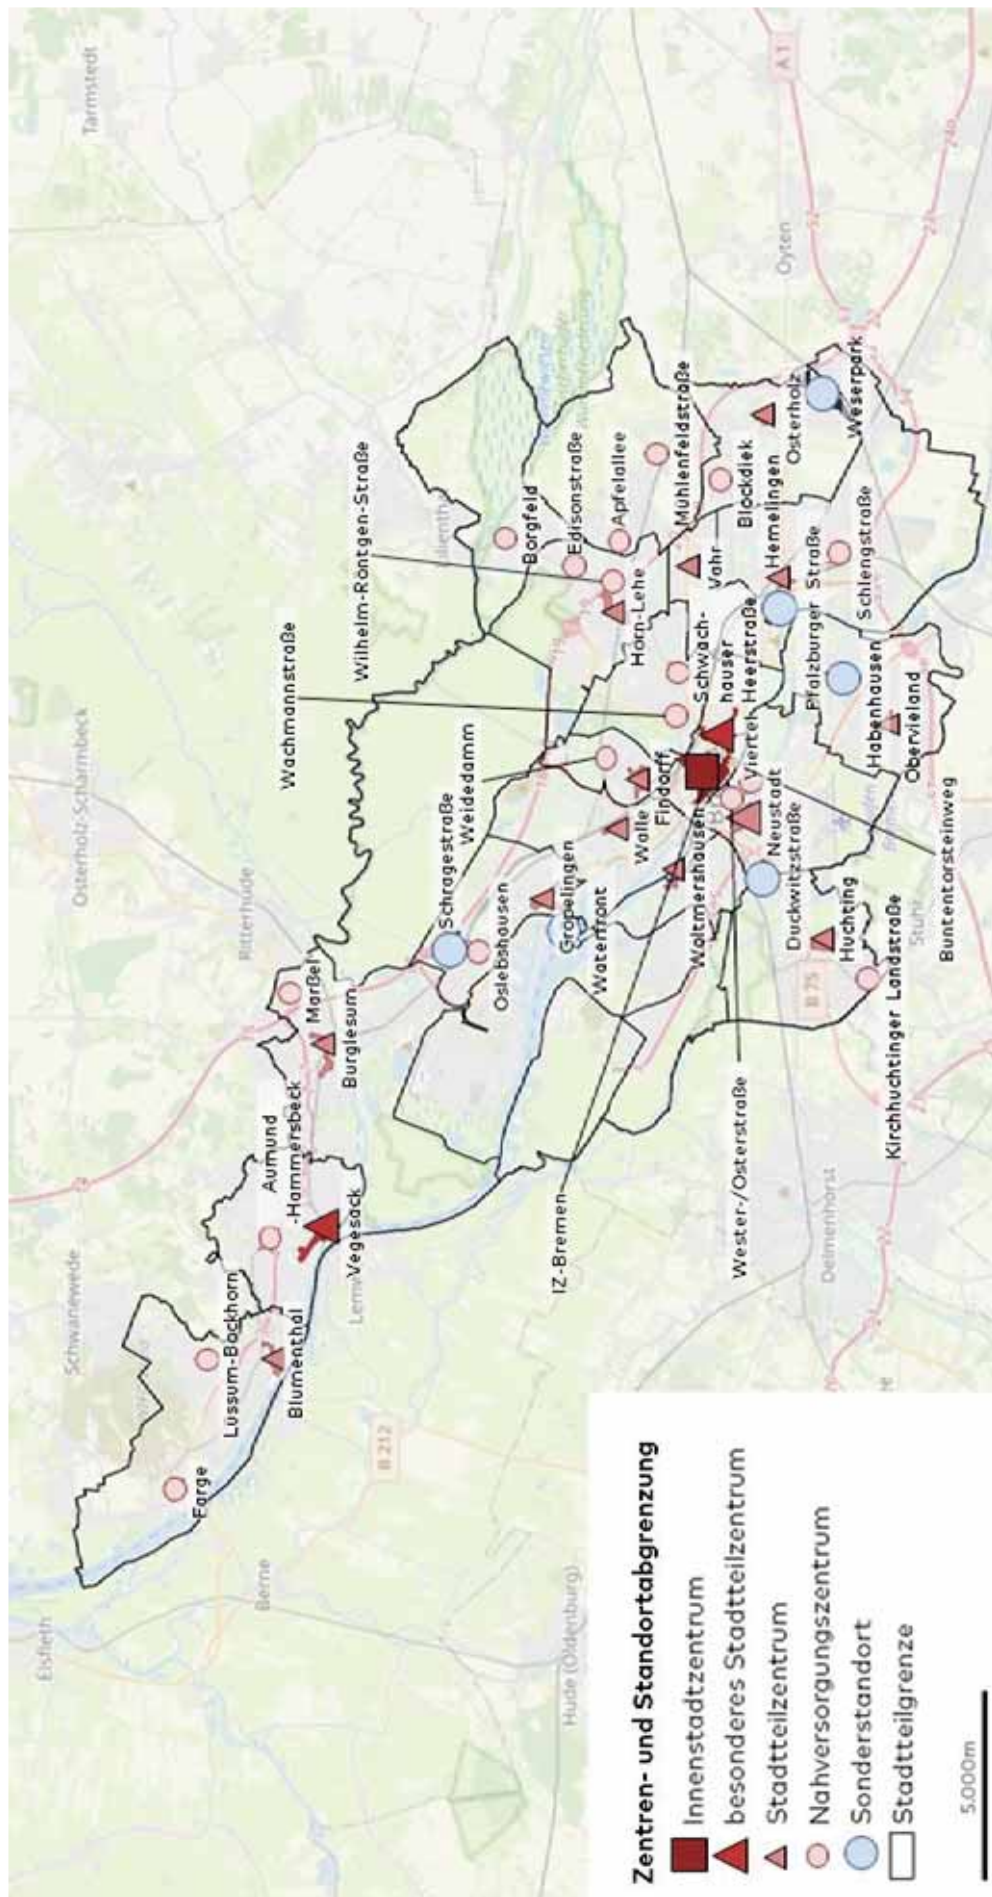 Tarmstedt
A 1
Oyten
Osterholz-Scharmbeck
Ritterhude
Schwanewede
Elsfleth
Berne
Hude (Oldenburg)
Delmenhorst
B 212
B 75
Stuhr
Wachmannstraße
Wilhelm-Röntgen-Straße
Weidedamm
Borgfeld
Edisonstraße
Apfelallee
Mühlenfeldstraße
Horn-Lehe
Vahr
Blockdiek
Osterholz
Weserpark
Hemelingen
Schwach-
hauser
Heerstraße
Pfalzburger Straße
Schlengstraße
Viertel
Habenhausen
Obervieland
Findorff
Walle
Schragestraße
Oslebshausen
Gröpelingen
Waterfront
Woltmershausen
Neustadt
Duckwitzstraße
Huchting
Kirchhuchtinger Landstraße
Buntentorsteinweg
Wester-/Osterstraße
IZ-Bremen
Marßel
Burglesum
Aumund
-Hammersbeck
Vegesack
Lüssum-Bockhorn
Blumenthal
Farge
Zentren- und Standortabgrenzung
Innenstadtzentrum
besonderes Stadtteilzentrum
Stadtteilzentrum
Nahversorgungszentrum
Sonderstandort
Stadtteilgrenze
5.000m